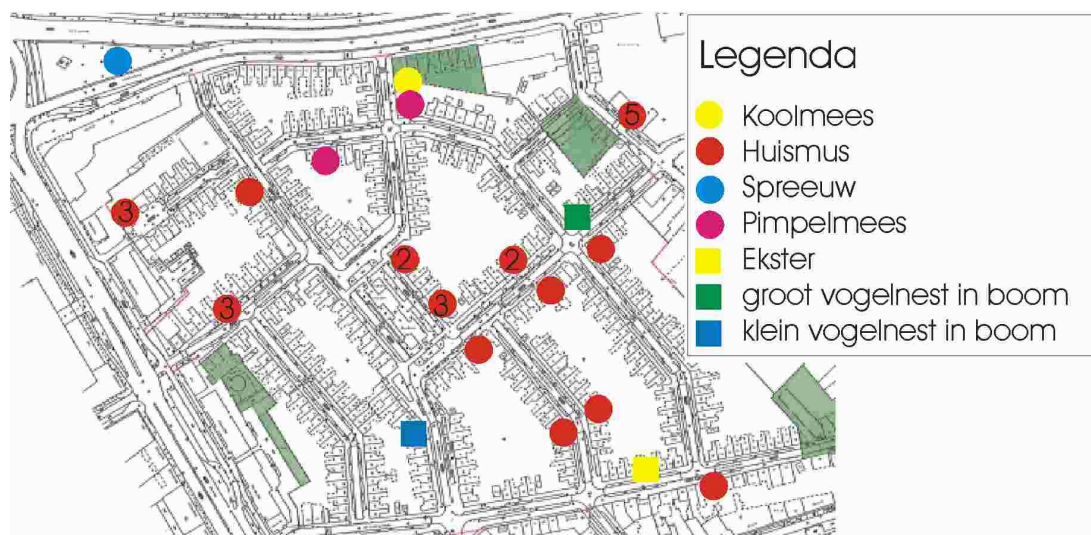 Legenda
Koolmees
Huismus
Spreeuw
Pimpelmees
Ekster
groot vogelnest in boom
klein vogelnest in boom
5
3
2
2
3
3